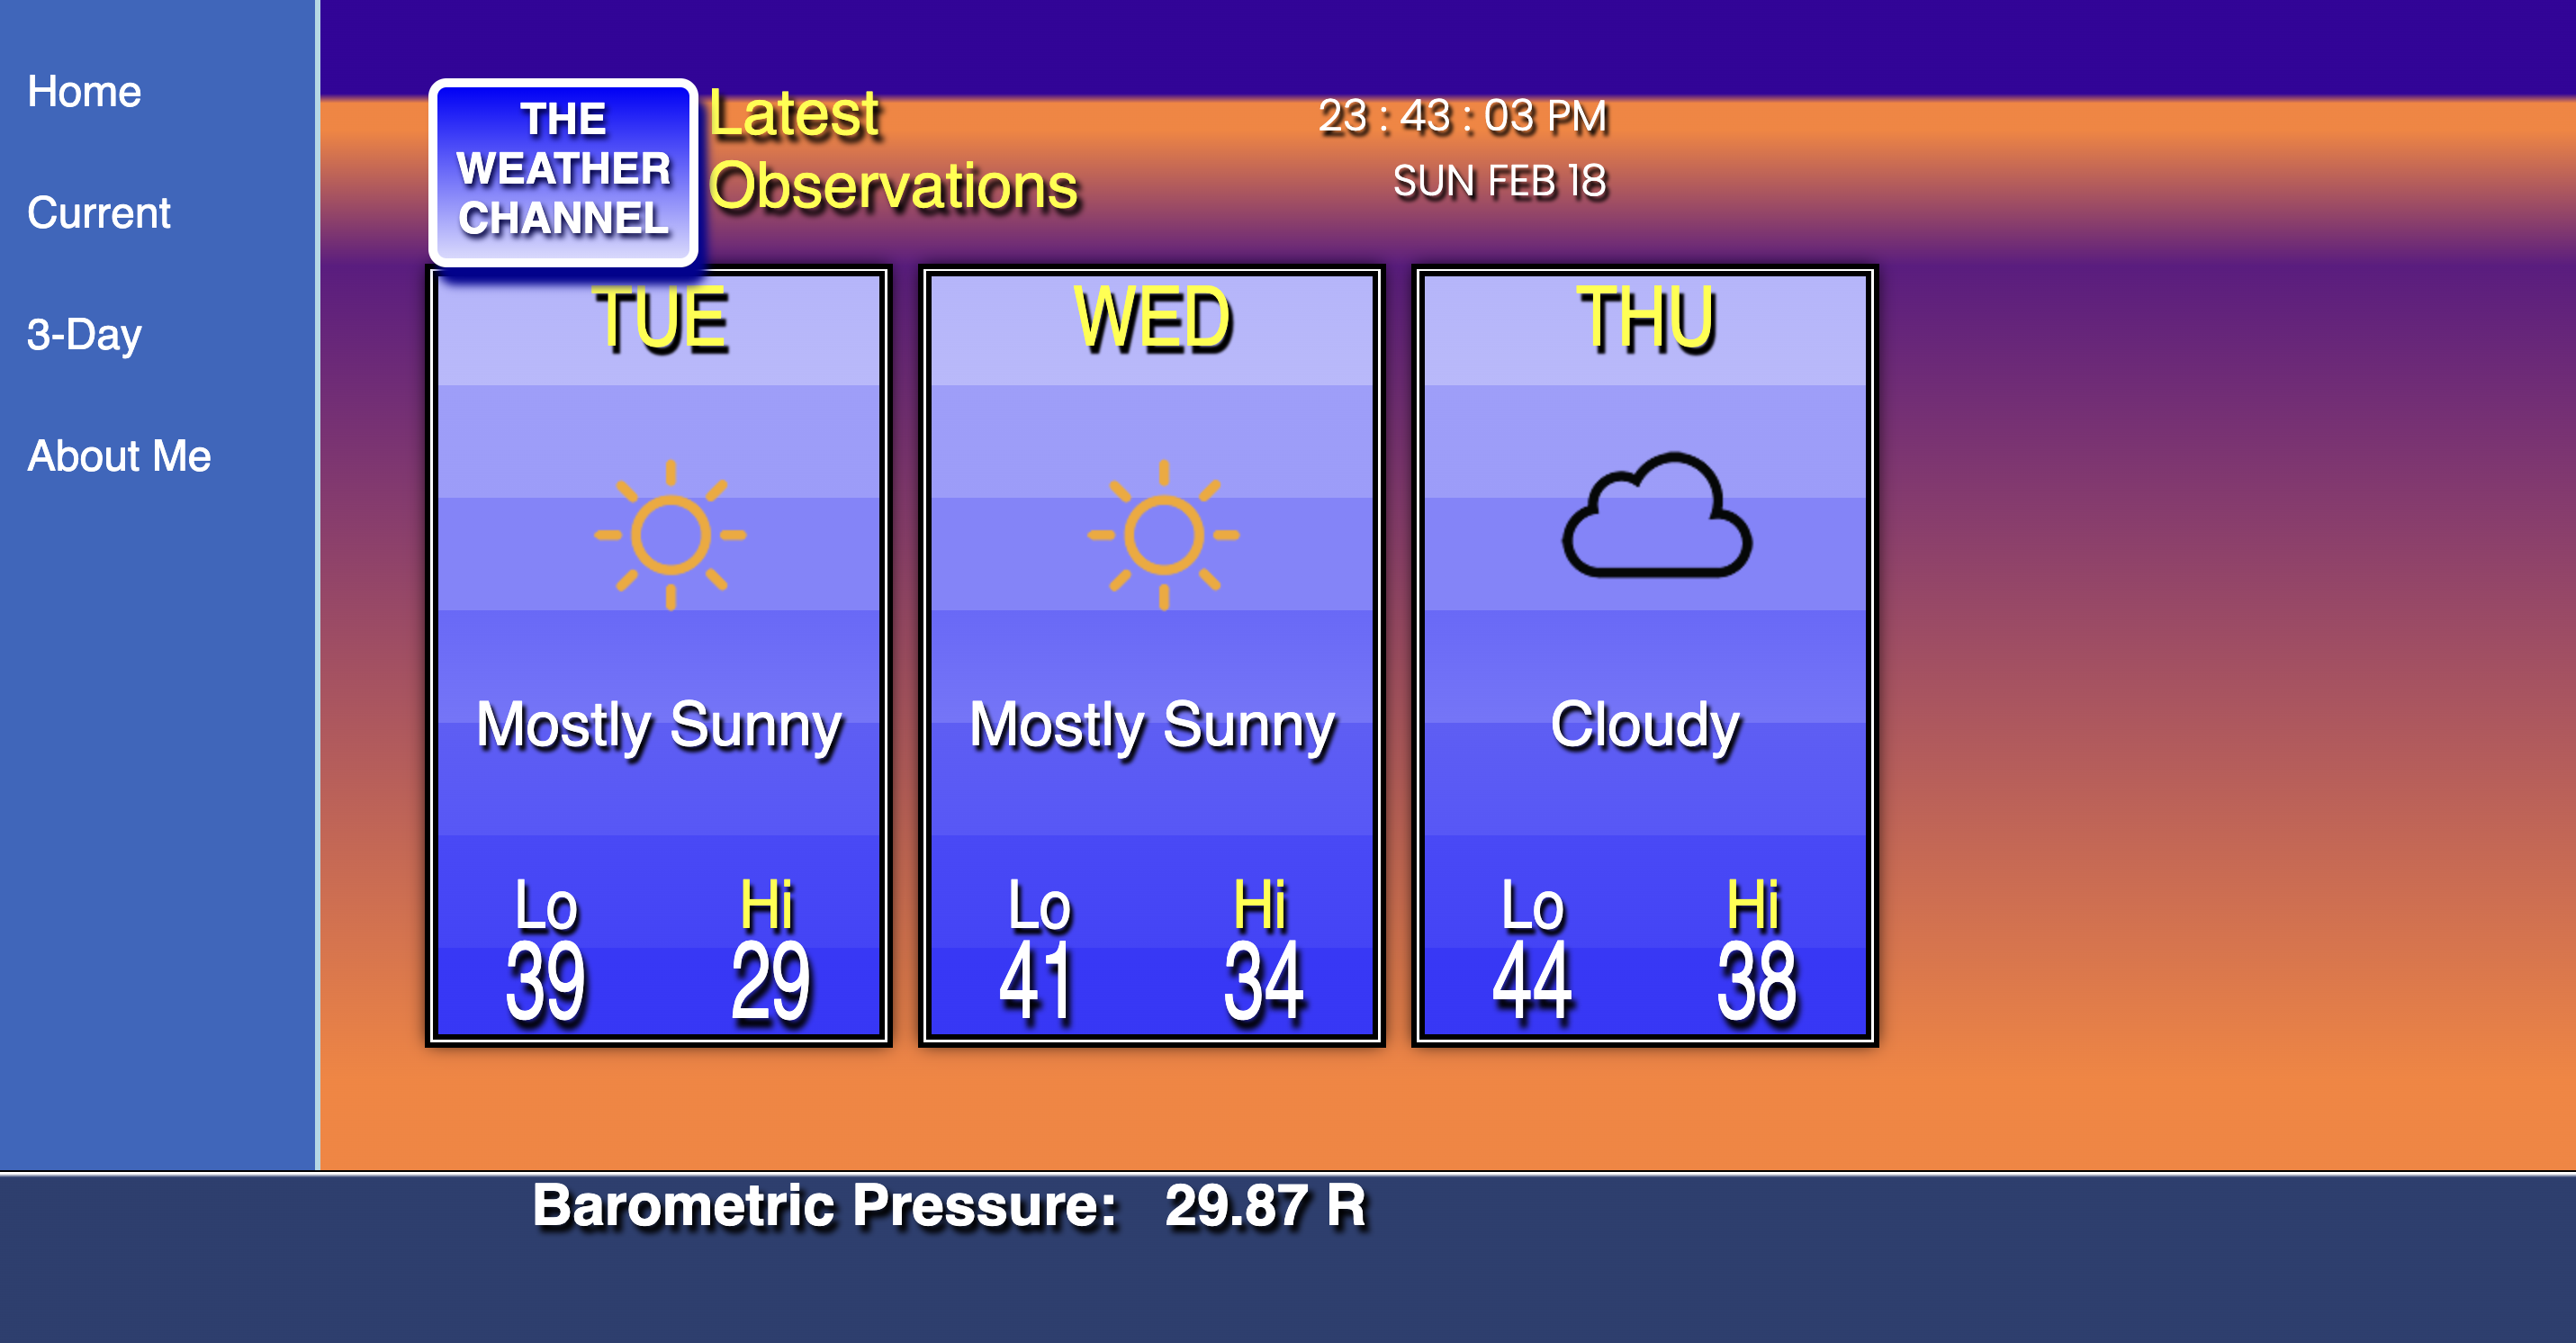 Home
Current
3-Day
About Me
THE
WEATHER
CHANNEL
Latest
Observations
23 : 43 : 03 PM
SUN FEB 18
TUE
Mostly Sunny
Lo Hi
39 29
WED
Mostly Sunny
Lo Hi
41 34
THU
Cloudy
Lo Hi
44 38
Barometric Pressure: 29.87 R